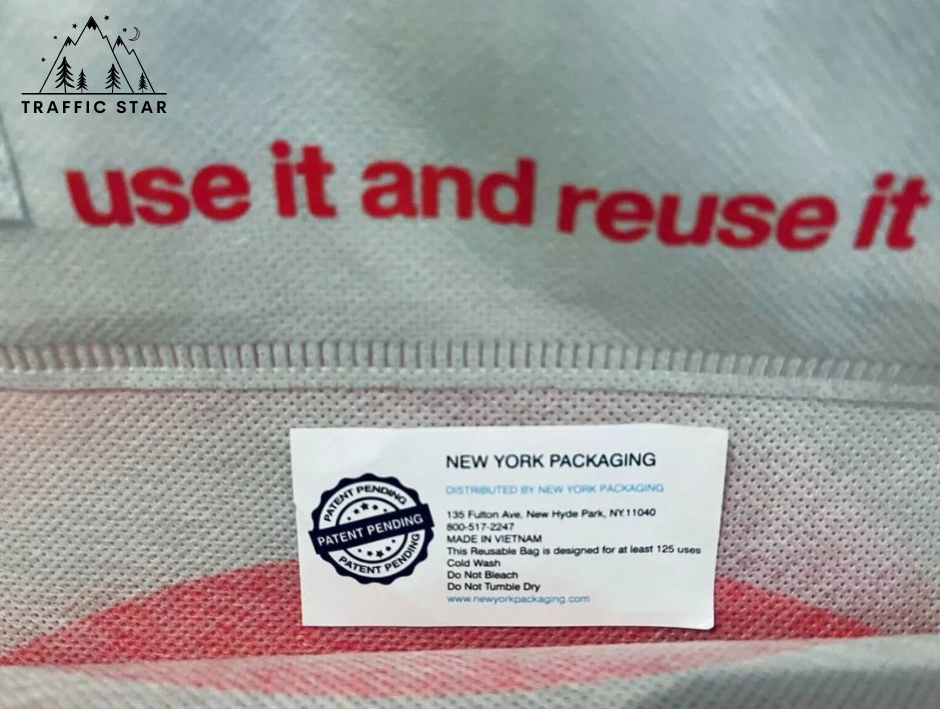 TRAFFIC STAR
use it and reuse it
PATENT PENDING
PATENT PENDING
PATENT PENDING
NEW YORK PACKAGING
DISTRIBUTED BY NEW YORK PACKAGING
135 Fulton Ave, New Hyde Park, NY.11040
800-517-2247
MADE IN VIETNAM
This Reusable Bag is designed for at least 125 uses
Cold Wash
Do Not Bleach
Do Not Tumble Dry
www.newyorkpackaging.com